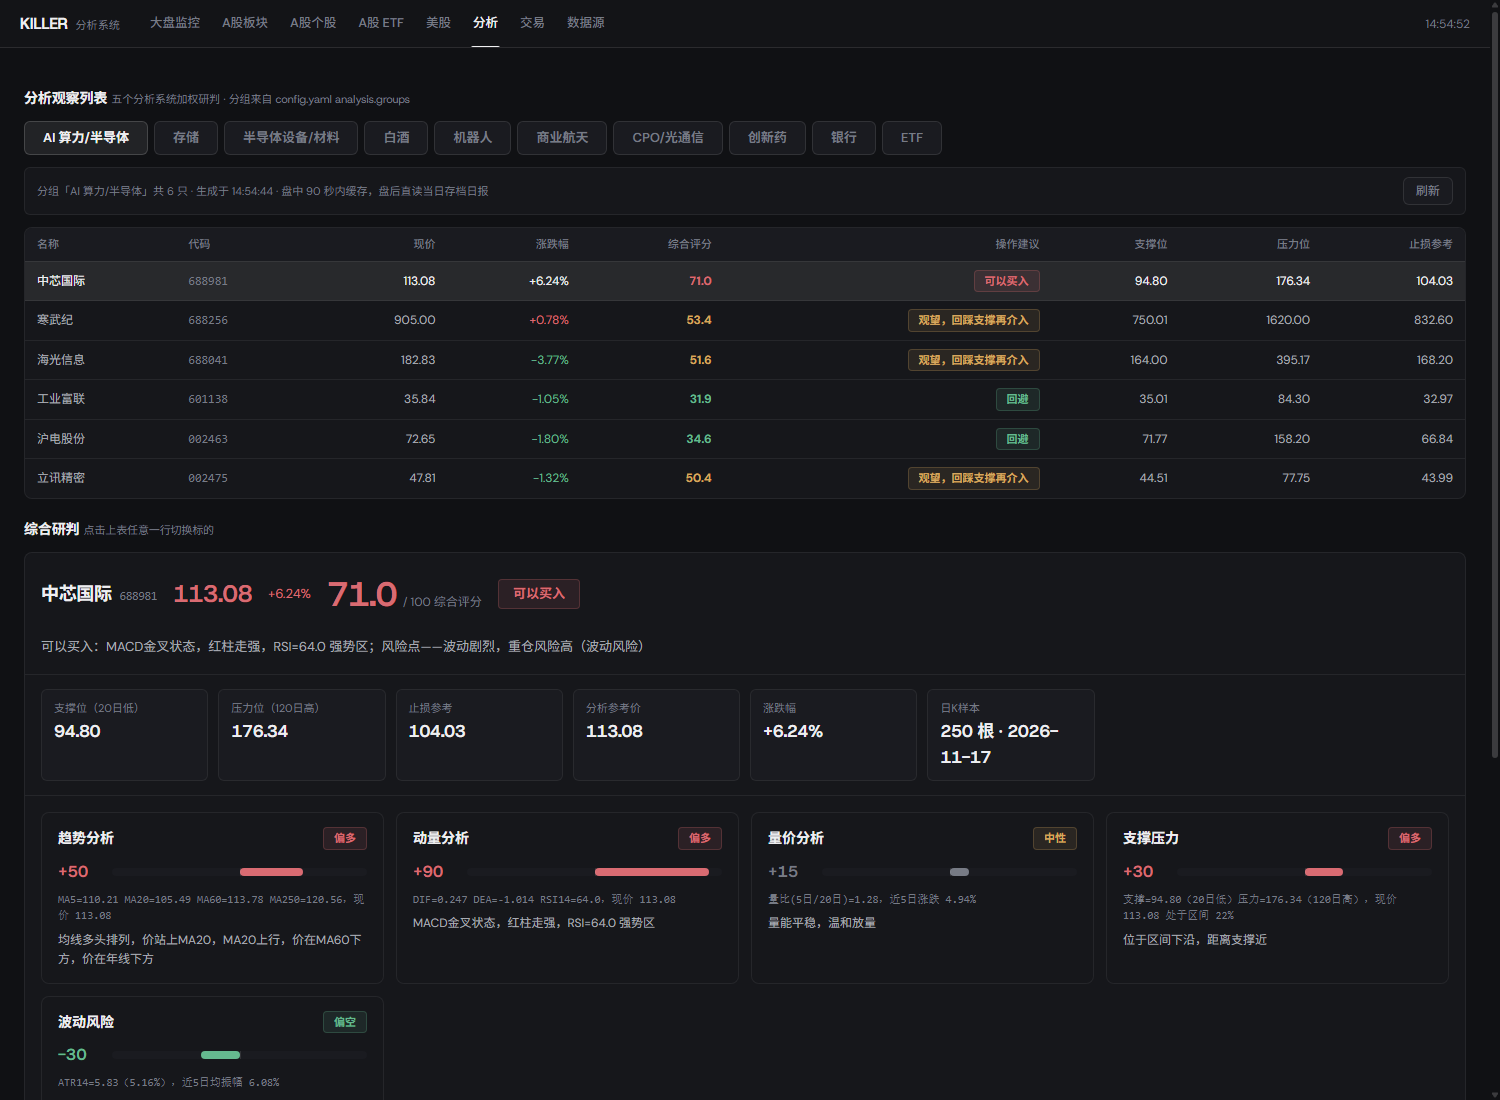 KILLER 分析系统 大盘监控 A股板块 A股个股 A股 ETF 美股 分析 交易 数据源 14:54:52
分析观察列表 五个分析系统加权研判 · 分组来自 config.yaml analysis.groups
AI 算力/半导体 存储 半导体设备/材料 白酒 机器人 商业航天 CPO/光通信 创新药 银行 ETF
分组「AI 算力/半导体」共 6 只 · 生成于 14:54:44 · 盘中 90 秒内缓存，盘后直读当日存档日报 刷新
名称 代码 现价 涨跌幅 综合评分 操作建议 支撑位 压力位 止损参考
中芯国际 688981 113.08 +6.24% 71.0 可以买入 94.80 176.34 104.03
寒武纪 688256 905.00 +0.78% 53.4 观望，回踩支撑再介入 750.01 1620.00 832.60
海光信息 688041 182.83 -3.77% 51.6 观望，回踩支撑再介入 164.00 395.17 168.20
工业富联 601138 35.84 -1.05% 31.9 回避 35.01 84.30 32.97
沪电股份 002463 72.65 -1.80% 34.6 回避 71.77 158.20 66.84
立讯精密 002475 47.81 -1.32% 50.4 观望，回踩支撑再介入 44.51 77.75 43.99
综合研判 点击上表任意一行切换标的
中芯国际 688981 113.08 +6.24% 71.0 / 100 综合评分 可以买入
可以买入：MACD金叉状态，红柱走强，RSI=64.0 强势区；风险点——波动剧烈，重仓风险高（波动风险）
支撑位（20日低）
94.80
压力位（120日高）
176.34
止损参考
104.03
分析参考价
113.08
涨跌幅
+6.24%
日K样本
250 根 · 2026-
11-17
趋势分析 偏多
+50
MA5=110.21 MA20=105.49 MA60=113.78 MA250=120.56，现
价 113.08
均线多头排列，价站上MA20，MA20上行，价在MA60下
方，价在年线下方
动量分析 偏多
+90
DIF=0.247 DEA=-1.014 RSI14=64.0，现价 113.08
MACD金叉状态，红柱走强，RSI=64.0 强势区
量价分析 中性
+15
量比(5日/20日)=1.28，近5日涨跌 4.94%
量能平稳，温和放量
支撑压力 偏多
+30
支撑=94.80（20日低）压力=176.34（120日高），现价
113.08 处于区间 22%
位于区间下沿，距离支撑近
波动风险 偏空
-30
ATR14=5.83（5.16%），近5日均振幅 6.08%